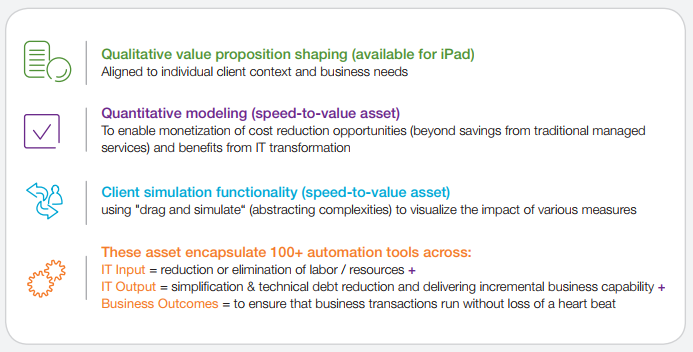 Qualitative value proposition shaping (available for iPad)
Aligned to individual client context and business needs
Quantitative modeling (speed-to-value asset)
To enable monetization of cost reduction opportunities (beyond savings from traditional managed
services) and benefits from IT transformation
Client simulation functionality (speed-to-value asset)
using "drag and simulate“ (abstracting complexities) to visualize the impact of various measures
These asset encapsulate 100+ automation tools across:
IT Input = reduction or elimination of labor / resources +
IT Output = simplification & technical debt reduction and delivering incremental business capability +
Business Outcomes = to ensure that business transactions run without loss of a heart beat